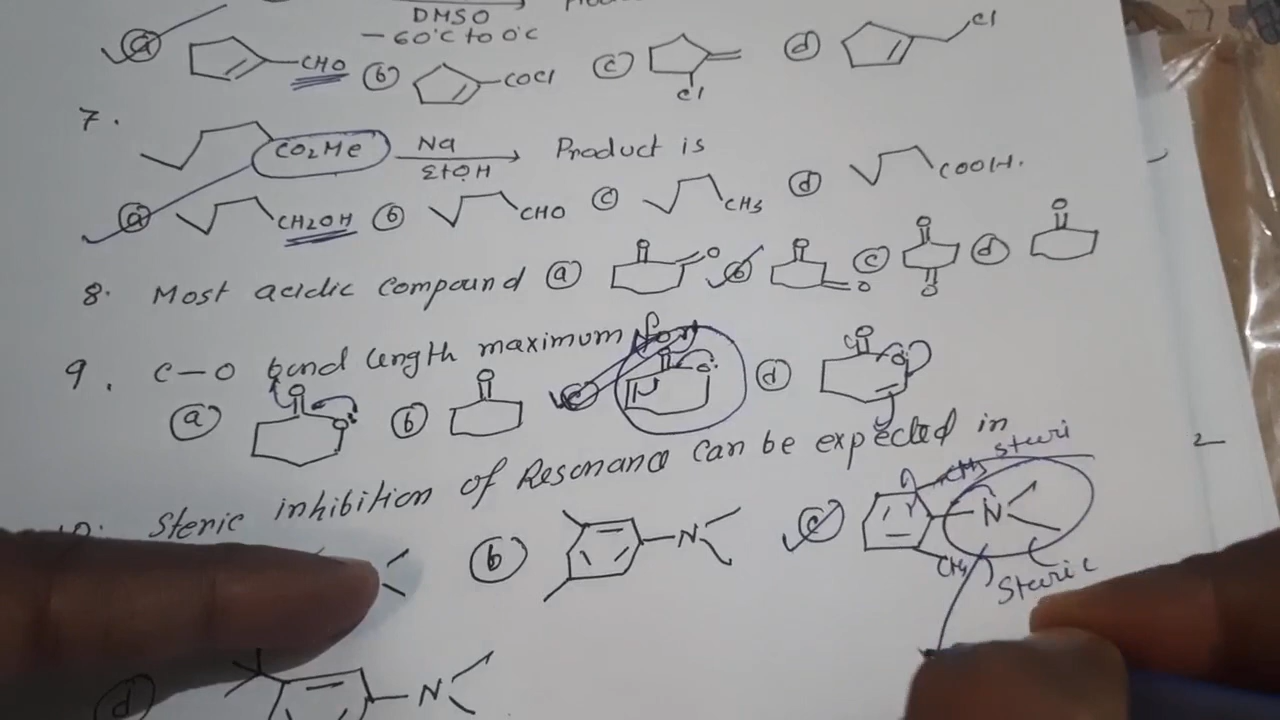 DMSO
-60°C to 0°C
(a) CHO (b) COCl (c) Cl (d) Cl
7.
CO2Me Na EtOH Product is
(a) CH2OH (b) CHO (c) CH3 (d) COOH.
8. Most acidic compound (a) O O (b) O O (c) O O (d) O
9. C-O bond length maximum for
(a) O O (b) O (c) O O (d) O O
Steric inhibition of Resonance can be expected in
(b) N (c) CH3 N CH3 Steri Steric
(d) N
2